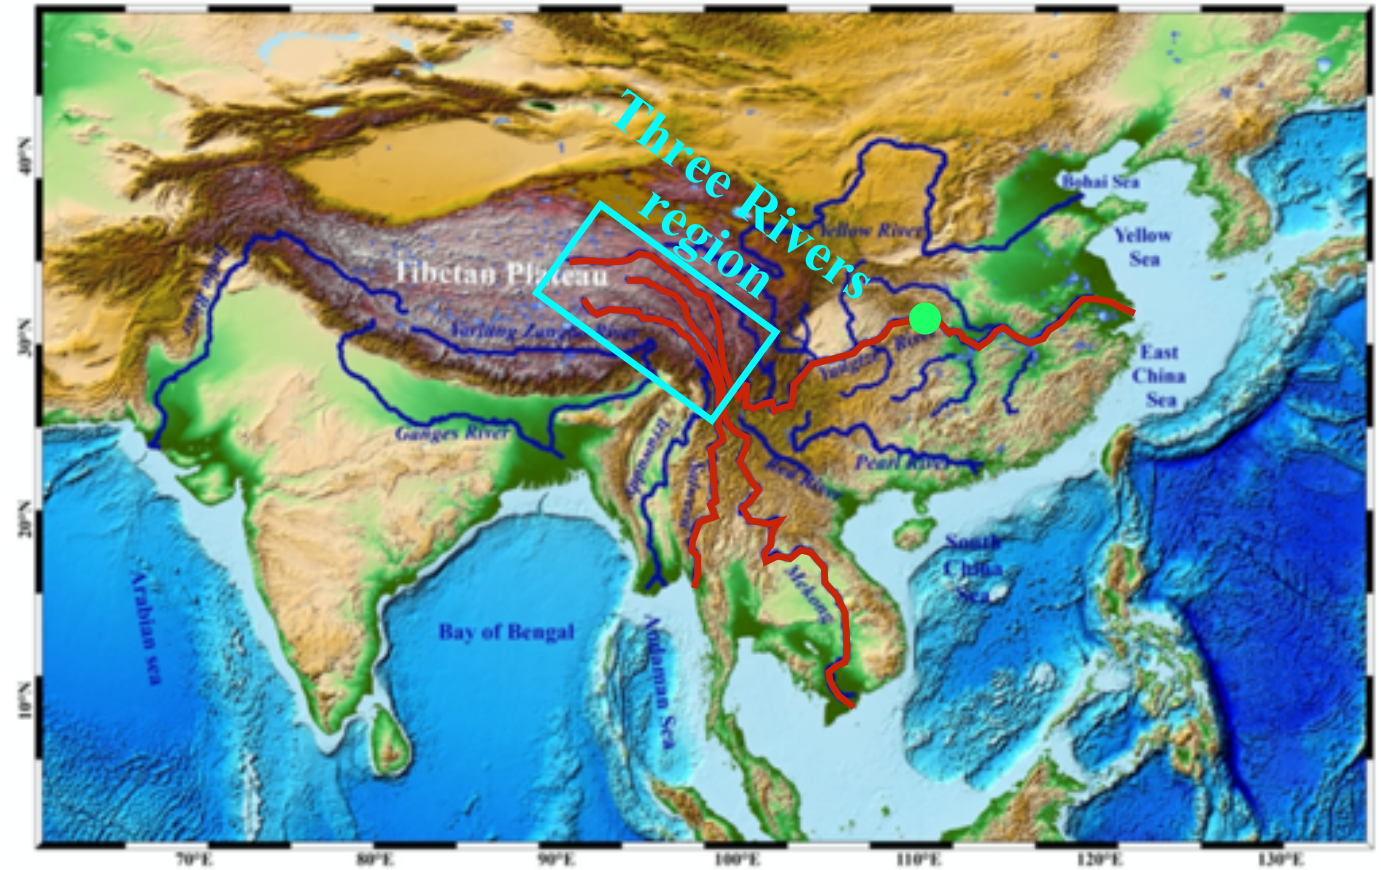 Three Rivers
region
Bohai Sea
Yellow River
Yellow
Sea
Indus River
Tibetan Plateau
Yarlung Zangbo River
Yangtze River
East
China
Sea
Ganges River
Irrawaddy
Salween
Red River
Pearl River
South
China
Sea
Mekong
Arabian sea
Bay of Bengal
Andaman Sea
40°N
30°N
20°N
10°N
70°E
80°E
90°E
100°E
110°E
120°E
130°E